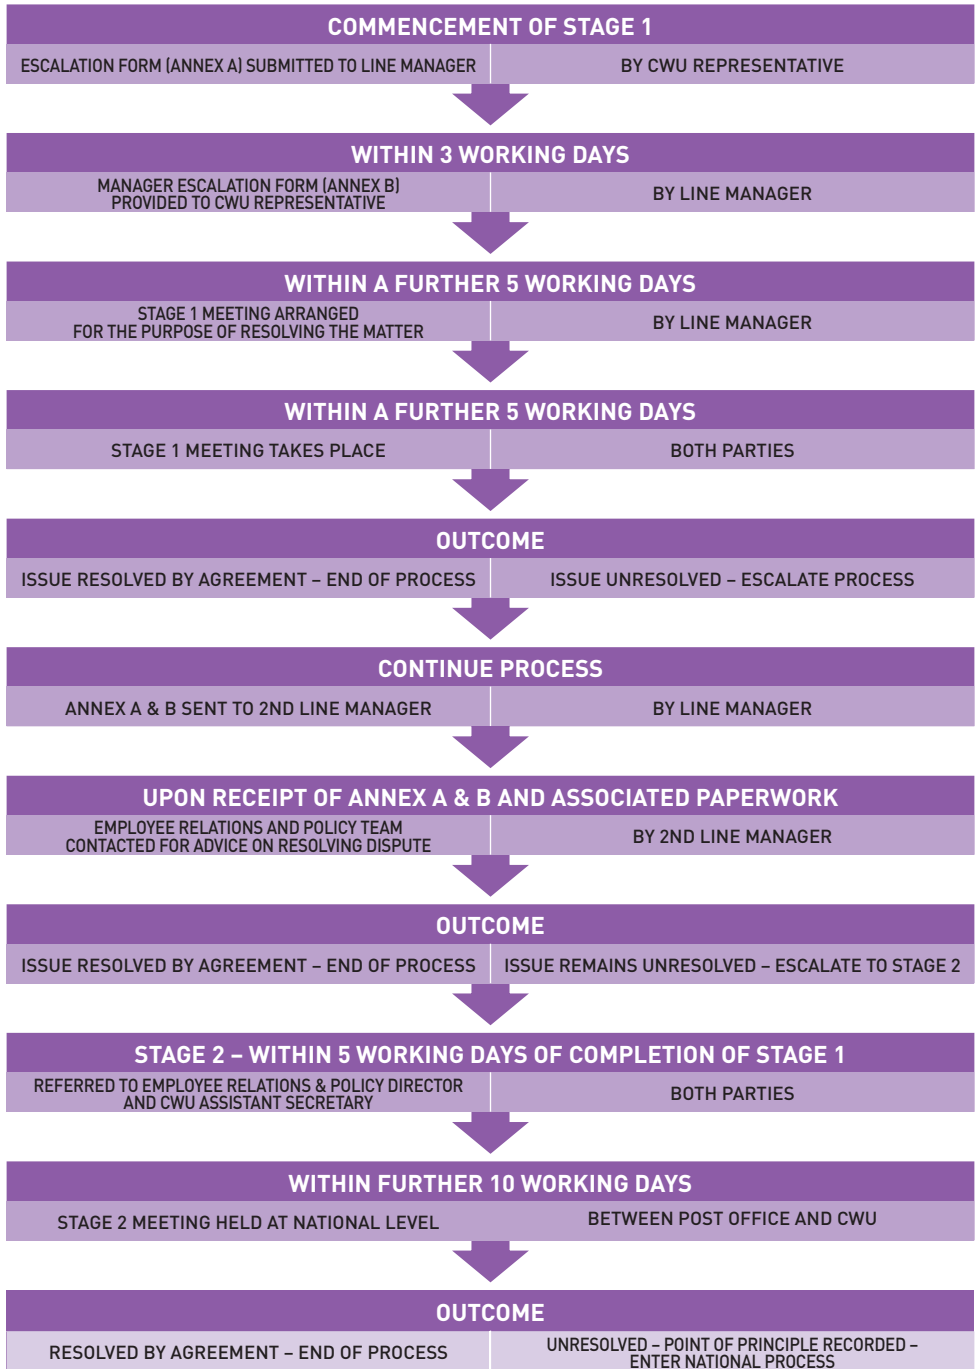 COMMENCEMENT OF STAGE 1
ESCALATION FORM (ANNEX A) SUBMITTED TO LINE MANAGER
BY CWU REPRESENTATIVE
WITHIN 3 WORKING DAYS
MANAGER ESCALATION FORM (ANNEX B)
PROVIDED TO CWU REPRESENTATIVE
BY LINE MANAGER
WITHIN A FURTHER 5 WORKING DAYS
STAGE 1 MEETING ARRANGED
FOR THE PURPOSE OF RESOLVING THE MATTER
BY LINE MANAGER
WITHIN A FURTHER 5 WORKING DAYS
STAGE 1 MEETING TAKES PLACE
BOTH PARTIES
OUTCOME
ISSUE RESOLVED BY AGREEMENT – END OF PROCESS
ISSUE UNRESOLVED – ESCALATE PROCESS
CONTINUE PROCESS
ANNEX A & B SENT TO 2ND LINE MANAGER
BY LINE MANAGER
UPON RECEIPT OF ANNEX A & B AND ASSOCIATED PAPERWORK
EMPLOYEE RELATIONS AND POLICY TEAM
CONTACTED FOR ADVICE ON RESOLVING DISPUTE
BY 2ND LINE MANAGER
OUTCOME
ISSUE RESOLVED BY AGREEMENT – END OF PROCESS
ISSUE REMAINS UNRESOLVED – ESCALATE TO STAGE 2
STAGE 2 – WITHIN 5 WORKING DAYS OF COMPLETION OF STAGE 1
REFERRED TO EMPLOYEE RELATIONS & POLICY DIRECTOR
AND CWU ASSISTANT SECRETARY
BOTH PARTIES
WITHIN FURTHER 10 WORKING DAYS
STAGE 2 MEETING HELD AT NATIONAL LEVEL
BETWEEN POST OFFICE AND CWU
OUTCOME
RESOLVED BY AGREEMENT – END OF PROCESS
UNRESOLVED – POINT OF PRINCIPLE RECORDED –
ENTER NATIONAL PROCESS